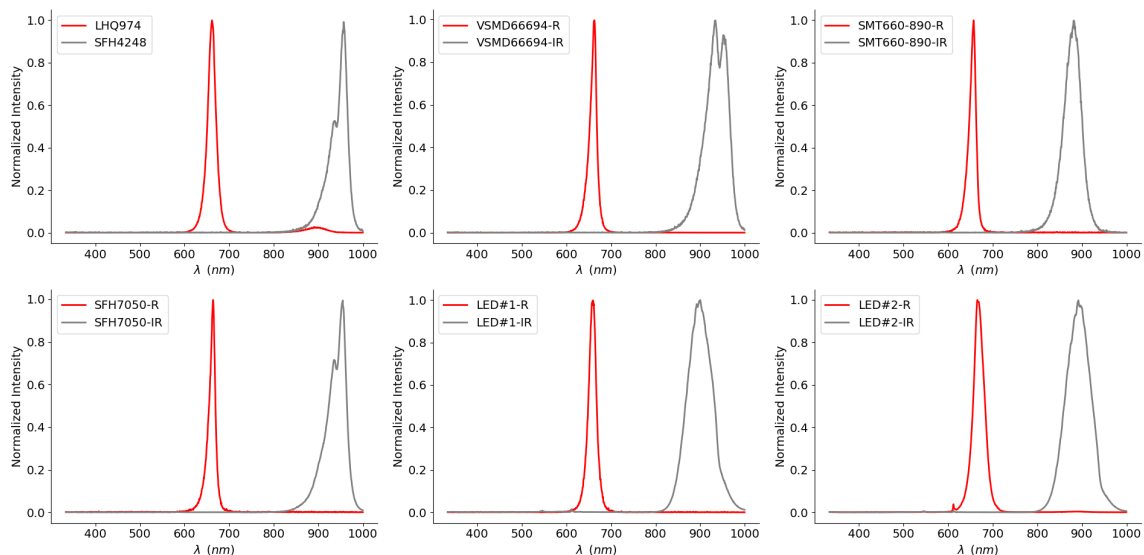 LHQ974
SFH4248
Normalized Intensity
1.0
0.8
0.6
0.4
0.2
0.0
400 500 600 700 800 900 1000
λ (nm)
VSMD66694-R
VSMD66694-IR
Normalized Intensity
1.0
0.8
0.6
0.4
0.2
0.0
400 500 600 700 800 900 1000
λ (nm)
SMT660-890-R
SMT660-890-IR
Normalized Intensity
1.0
0.8
0.6
0.4
0.2
0.0
400 500 600 700 800 900 1000
λ (nm)
SFH7050-R
SFH7050-IR
Normalized Intensity
1.0
0.8
0.6
0.4
0.2
0.0
400 500 600 700 800 900 1000
λ (nm)
LED#1-R
LED#1-IR
Normalized Intensity
1.0
0.8
0.6
0.4
0.2
0.0
400 500 600 700 800 900 1000
λ (nm)
LED#2-R
LED#2-IR
Normalized Intensity
1.0
0.8
0.6
0.4
0.2
0.0
400 500 600 700 800 900 1000
λ (nm)